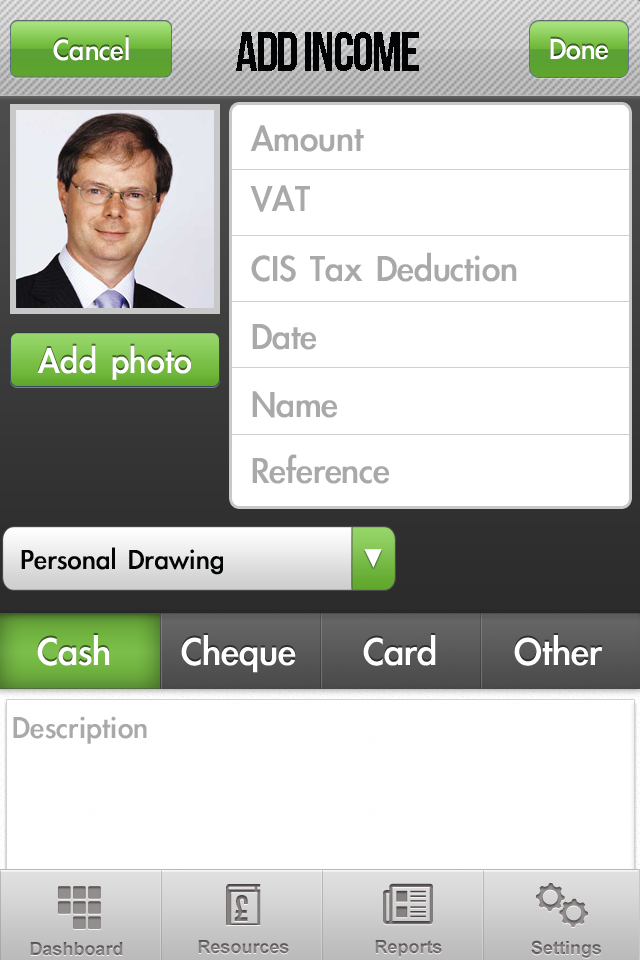 Cancel
ADD INCOME
Done
Amount
VAT
CIS Tax Deduction
Date
Name
Reference
Add photo
Personal Drawing
Cash
Cheque
Card
Other
Description
£
Dashboard
Resources
Reports
Settings